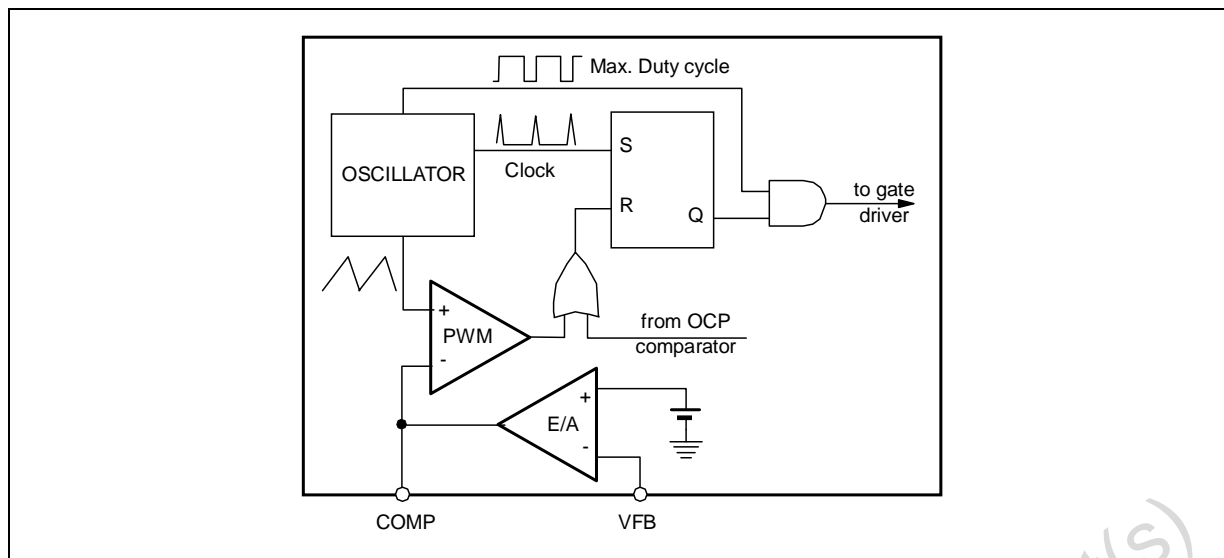 Max. Duty cycle
OSCILLATOR
Clock
S
R
Q
to gate
driver
+
PWM
-
from OCP
comparator
E/A
+
-
COMP
VFB
t(s)